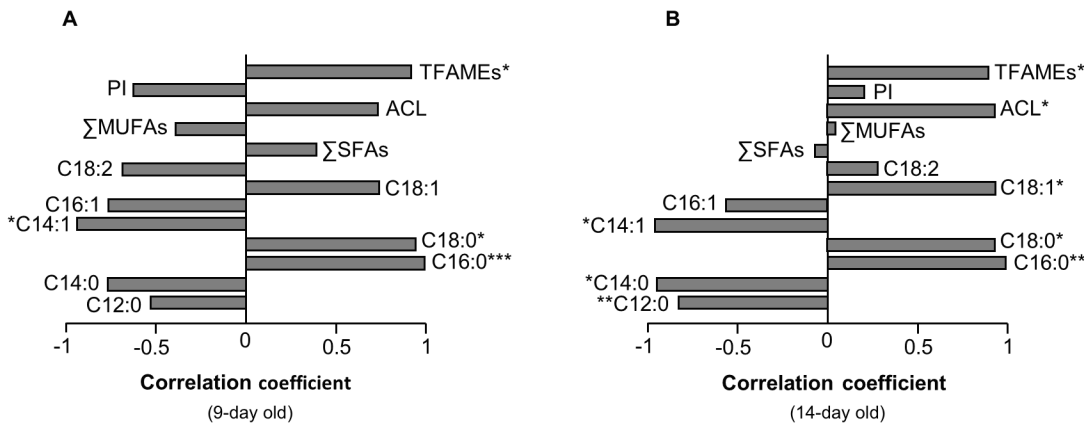 A
TFAMEs*
PI
ACL
∑MUFAs
∑SFAs
C18:2
C18:1
C16:1
*C14:1
C18:0*
C16:0***
C14:0
C12:0
-1 -0.5 0 0.5 1
Correlation coefficient
(9-day old)
B
TFAMEs*
PI
ACL*
∑MUFAs
∑SFAs
C18:2
C18:1*
C16:1
*C14:1
C18:0*
C16:0**
*C14:0
**C12:0
-1 -0.5 0 0.5 1
Correlation coefficient
(14-day old)